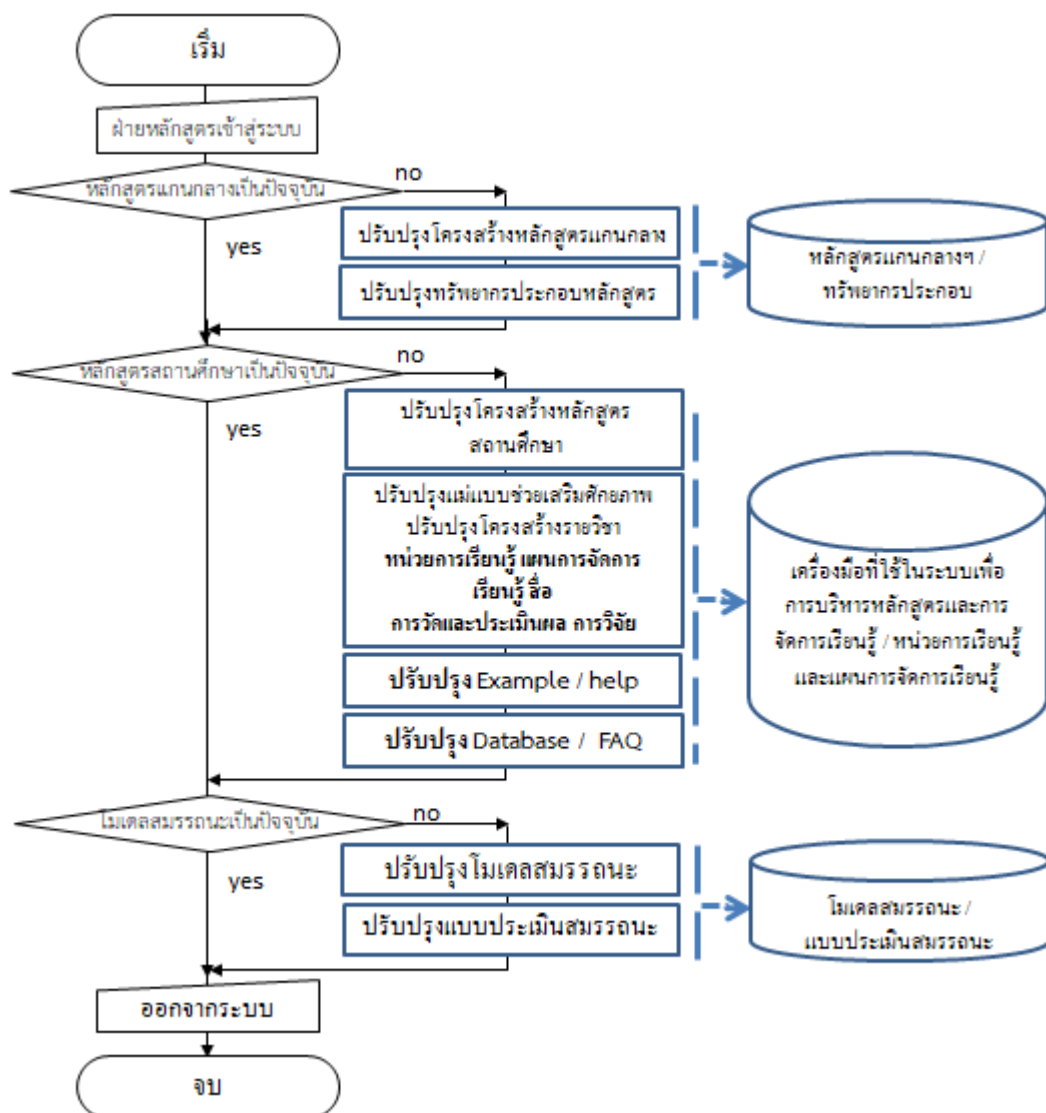 เริ่ม
ฝ่ายหลักสูตรเข้าสู่ระบบ
หลักสูตรแกนกลางเป็นปัจจุบัน
no
yes
ปรับปรุงโครงสร้างหลักสูตรแกนกลาง
ปรับปรุงทรัพยากรประกอบหลักสูตร
หลักสูตรแกนกลางฯ /
ทรัพยากรประกอบ
หลักสูตรสถานศึกษาเป็นปัจจุบัน
no
yes
ปรับปรุงโครงสร้างหลักสูตร
สถานศึกษา
ปรับปรุงแม่แบบช่วยเสริมศักยภาพ
ปรับปรุงโครงสร้างรายวิชา
หน่วยการเรียนรู้ แผนการจัดการ
เรียนรู้ สื่อ
การวัดและประเมินผล การวิจัย
ปรับปรุง Example / help
ปรับปรุง Database / FAQ
เครื่องมือที่ใช้ในระบบเพื่อ
การบริหารหลักสูตรและการ
จัดการเรียนรู้ / หน่วยการเรียนรู้
และแผนการจัดการเรียนรู้
โมเดลสมรรถนะเป็นปัจจุบัน
no
yes
ปรับปรุงโมเดลสมรรถนะ
ปรับปรุงแบบประเมินสมรรถนะ
โมเดลสมรรถนะ /
แบบประเมินสมรรถนะ
ออกจากระบบ
จบ